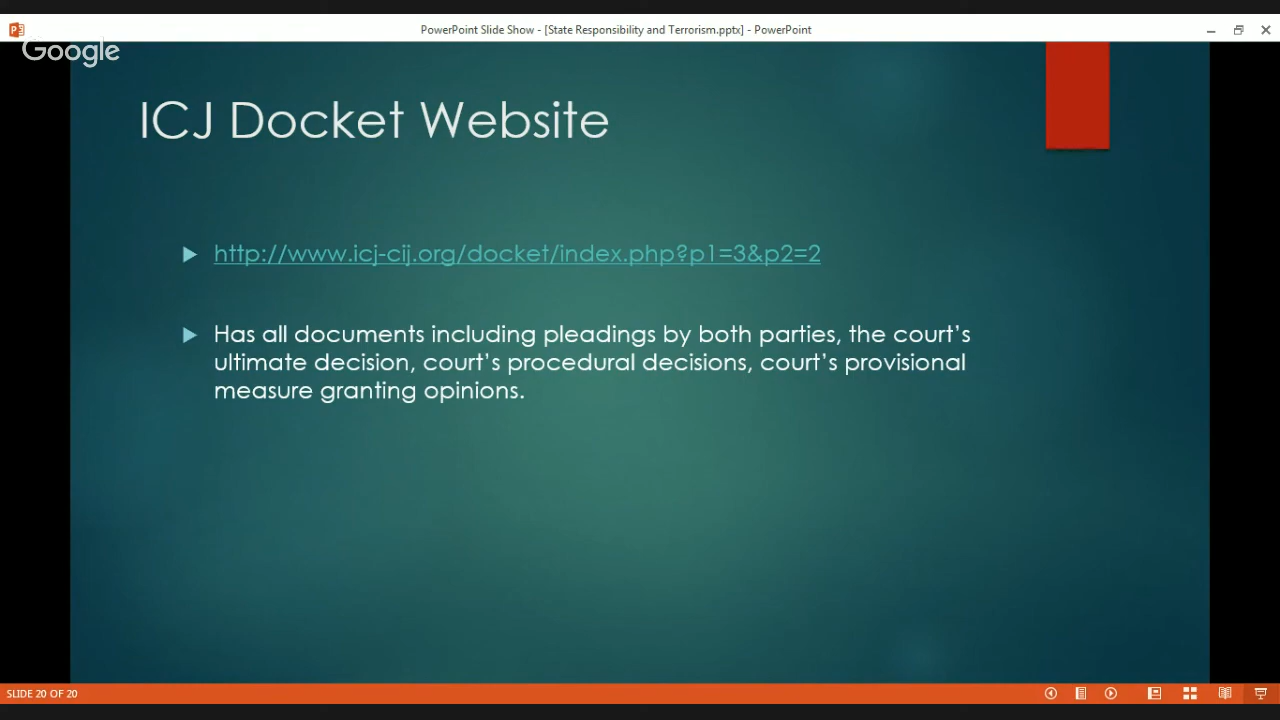 PowerPoint Slide Show - [State Responsibility and Terrorism.pptx] - PowerPoint
Google
ICJ Docket Website
http://www.icj-cij.org/docket/index.php?p1=3&p2=2
Has all documents including pleadings by both parties, the court's
ultimate decision, court's procedural decisions, court's provisional
measure granting opinions.
SLIDE 20 OF 20